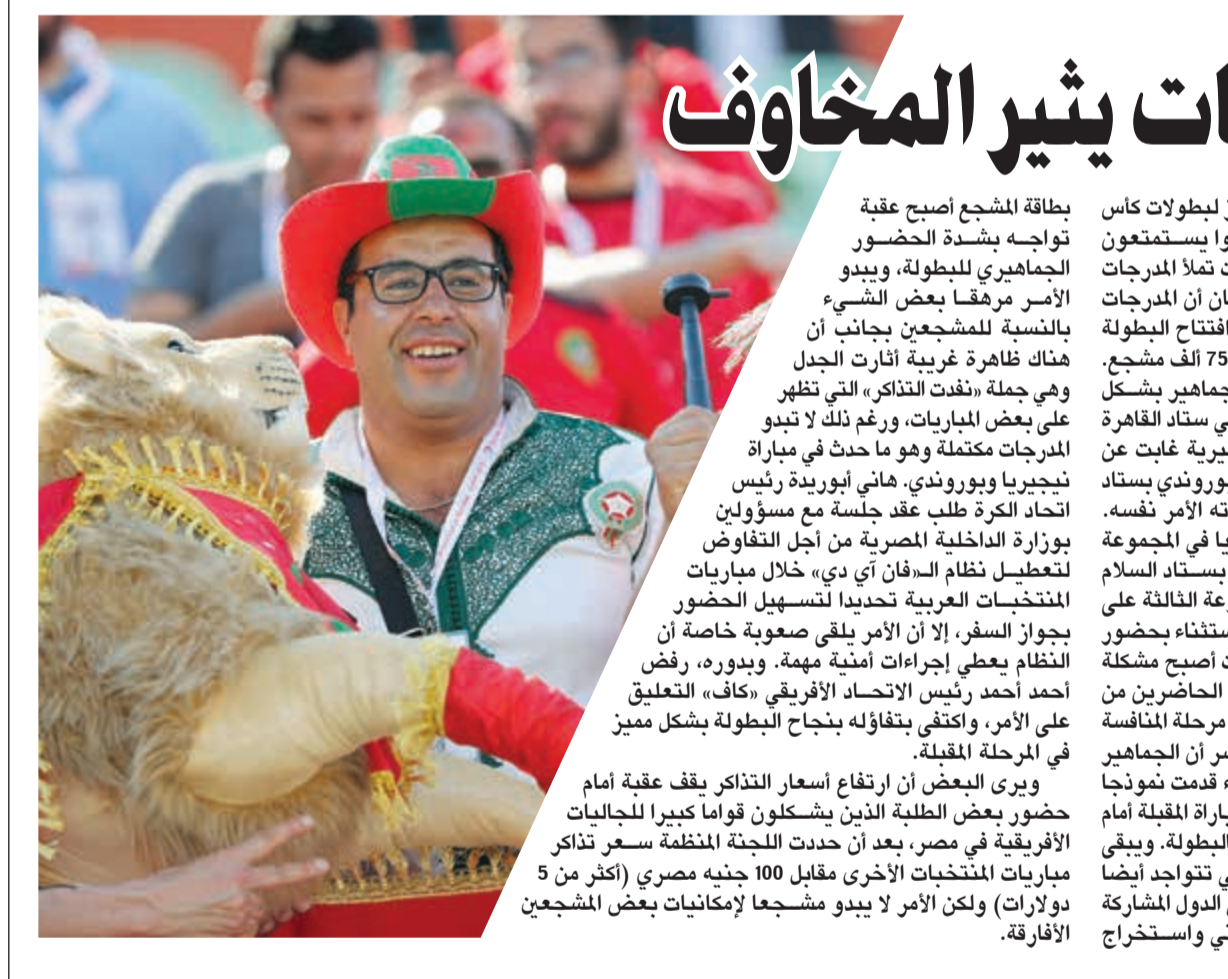 ات يثير المخاوف
لبطولات كأس
وا يستمتعون
تملأ المدرجات
ان أن المدرجات
افتتاح البطولة
75 ألف مشجع.
جماهير بشكل
ي ستاد القاهرة
يرية غابت عن
بوروندي بستاد
ته الأمر نفسه.
يا في المجموعة
بستاد السلام
عة الثالثة على
ستثناء بحضور
أصبح مشكلة
الحاضرين من
مرحلة المنافسة
سر أن الجماهير
ء قدمت نموذجا
باراة المقبلة أمام
البطولة. ويبقى
ي تتواجد أيضا
الدول المشاركة
ني واستخراج
بطاقة المشجع أصبح عقبة
تواجه بشدة الحضور
الجماهيري للبطولة، ويبدو
الأمر مرهقا بعض الشيء
بالنسبة للمشجعين بجانب أن
هناك ظاهرة غريبة أثارت الجدل
وهي جملة «نفدت التذاكر» التي تظهر
على بعض المباريات، ورغم ذلك لا تبدو
المدرجات مكتملة وهو ما حدث في مباراة
نيجيريا وبوروندي. هاني أبوريدة رئيس
اتحاد الكرة طلب عقد جلسة مع مسؤولين
بوزارة الداخلية المصرية من أجل التفاوض
لتعطيل نظام الـ«فان آي دي» خلال مباريات
المنتخبات العربية تحديدا لتسهيل الحضور
بجواز السفر، إلا أن الأمر يلقى صعوبة خاصة أن
النظام يعطي إجراءات أمنية مهمة. وبدوره، رفض
أحمد أحمد رئيس الاتحاد الأفريقي «كاف» التعليق
على الأمر، واكتفى بتفاؤله بنجاح البطولة بشكل مميز
في المرحلة المقبلة.
ويرى البعض أن ارتفاع أسعار التذاكر يقف عقبة أمام
حضور بعض الطلبة الذين يشكلون قواما كبيرا للجاليات
الأفريقية في مصر، بعد أن حددت اللجنة المنظمة سعر تذاكر
مباريات المنتخبات الأخرى مقابل 100 جنيه مصري (أكثر من 5
دولارات) ولكن الأمر لا يبدو مشجعا لإمكانيات بعض المشجعين
الأفارقة.